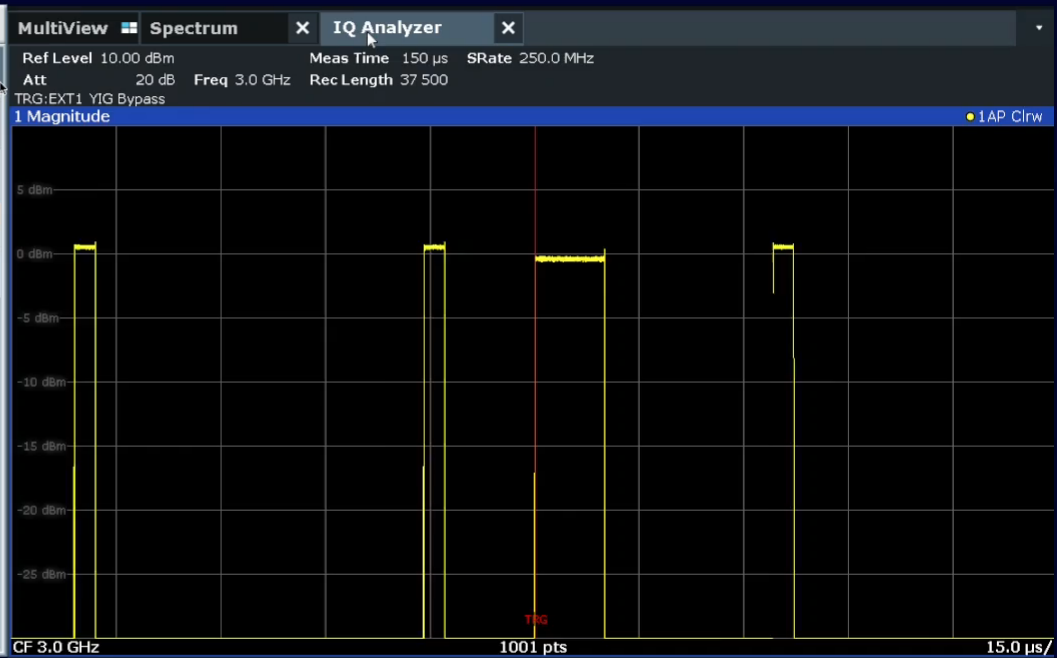 MultiView Spectrum X IQ Analyzer X
Ref Level 10.00 dBm Meas Time 150 µs SRate 250.0 MHz
Att 20 dB Freq 3.0 GHz Rec Length 37 500
TRG:EXT1 YIG Bypass
1 Magnitude 1AP Clrw
5 dBm
0 dBm
-5 dBm
-10 dBm
-15 dBm
-20 dBm
-25 dBm
TRG
CF 3.0 GHz 1001 pts 15.0 µs/